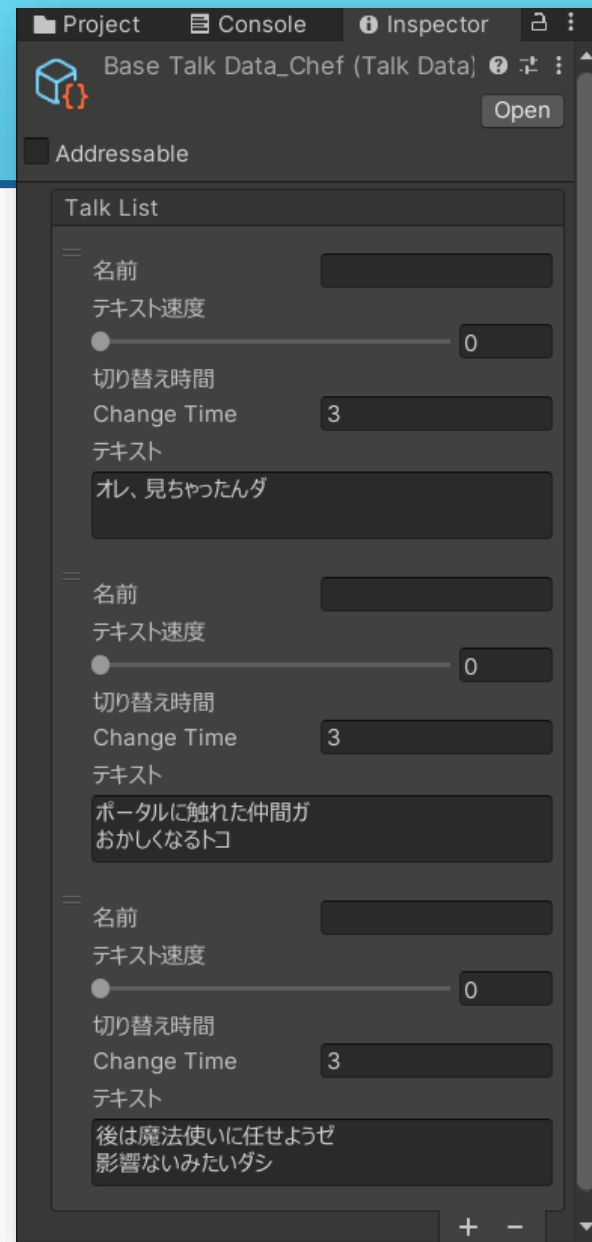 Project Console Inspector
Base Talk Data_Chef (Talk Data)
Open
Addressable
Talk List
名前
テキスト速度
0
切り替え時間
Change Time 3
テキスト
オレ、見ちゃったんダ
名前
テキスト速度
0
切り替え時間
Change Time 3
テキスト
ポータルに触れた仲間ガ
おかしくなるトコ
名前
テキスト速度
0
切り替え時間
Change Time 3
テキスト
後は魔法使いに任せようゼ
影響ないみたいダシ